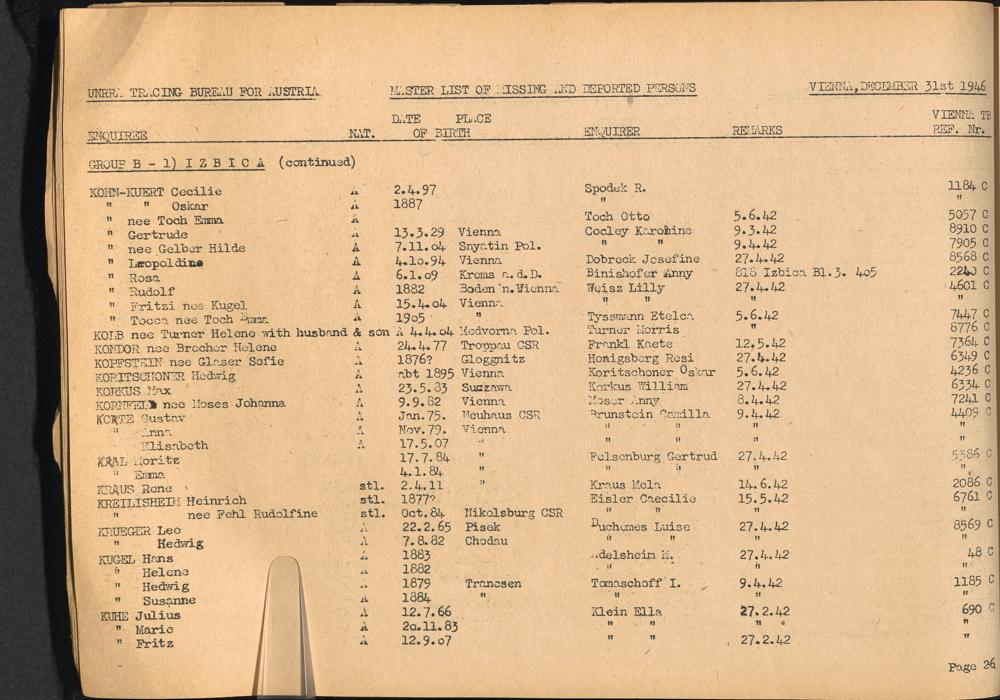 UNRRA TRACING BUREAU FOR AUSTRIA MASTER LIST OF MISSING AND DEPORTED PERSONS VIENNA, DECEMBER 31st 1946
DATE PLACE VIENNA TB
ENQUIREE NAT. OF BIRTH ENQUIRER REMARKS REF. Nr.
GROUP B - 1) I Z B I C A (continued)
KOHN-KUERT Cecilie A 2.4.97 Spodek R. 1184 C
" " Oskar A 1887 " "
" nee Toch Emma A Toch Otto 5.6.42 5057 C
" Gertrude A 13.3.29 Vienna Cocley Karoline 9.3.42 8910 C
" nee Gelber Hilde A 7.11.04 Snyatin Pol. " " 9.4.42 7905 C
" Leopoldine A 4.10.94 Vienna Dobreck Josefine 27.4.42 8568 C
" Rosa A 6.1.09 Krems a.d.D. Binishofer Anny 818 Izbica Bl.3. 405 2240 C
" Rudolf A 1882 Baden n.Wienna Weisz Lilly 27.4.42 4601 C
" Fritzi nee Kugel A 15.4.04 Vienna " " "
" Tocca nee Toch A 1905 " Tyssmann Etelca 5.6.42 7447 C
KOLB nee Turner Helene with husband & son A 4.4.04 Medvorna Pol. Turner Morris " 8776 C
KONDOR nee Brecher Helene A 24.4.77 Troppau CSR Frankl Kaete 12.5.42 7364 C
KOPFSTEIN nee Glaser Sofie A 1876? Gloggnitz Honigsberg Resi 27.4.42 6349 C
KORITSCHONER Hedwig A abt 1895 Vienna Koritschoner Oskar 5.6.42 4236 C
KORKUS Max A 23.5.83 Suczawa Korkus William 27.4.42 6334 C
KORNFELD nee Moses Johanna A 9.9.82 Vienna Moser Anny 8.4.42 7241 C
KORTE Gustav A Jan.75. Neuhaus CSR Brunstein Camilla 9.4.42 4409 C
" Anna A Nov.79. Vienna " " " "
" Elisabeth A 17.5.07 " " " " "
KRAL Moritz 17.7.84 " Felsenburg Gertrud 27.4.42 5386 C
" Emma 4.1.84 " " " " "
KRAUS Rene stl. 2.4.11 " Kraus Mela 14.6.42 2086 C
KREILISHEIM Heinrich stl. 1877? Eisler Caecilie 15.5.42 6761 C
" nee Fehl Rudolfine stl. Oct.84 Nikolsburg CSR " " " "
KRUEGER Leo A 22.2.65 Pisek Duchames Luise 27.4.42 8569 C
" Hedwig A 7.8.82 Chodau " " " "
KUGEL Hans A 1883 Adelsheim M. 27.4.42 48 C
" Helene A 1882 " " "
" Hedwig A 1879 Trancsen Tomaschoff I. 9.4.42 1185 C
" Susanne A 1884 " " " "
KUHE Julius A 12.7.66 Klein Ella 27.2.42 690 C
" Marie A 20.11.83 " " " "
" Fritz A 12.9.07 " " 27.2.42 "
Page 26